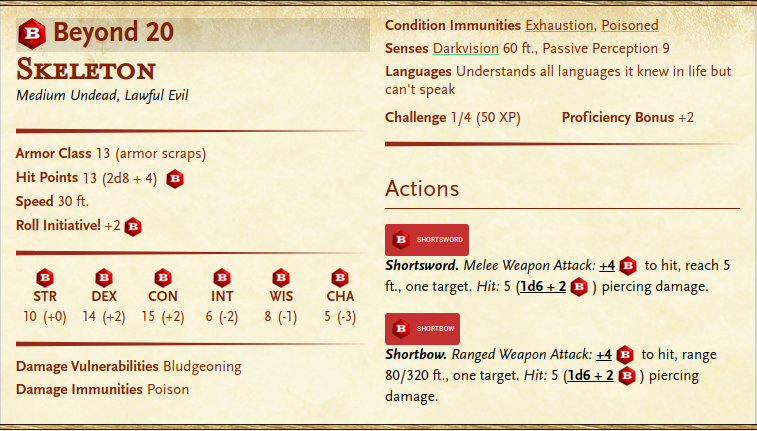 Beyond 20
Skeleton
Medium Undead, Lawful Evil
Armor Class 13 (armor scraps)
Hit Points 13 (2d8 + 4) B
Speed 30 ft.
Roll Initiative! +2 B
B B B B B B
STR DEX CON INT WIS CHA
10 (+0) 14 (+2) 15 (+2) 6 (-2) 8 (-1) 5 (-3)
Damage Vulnerabilities Bludgeoning
Damage Immunities Poison
Condition Immunities Exhaustion, Poisoned
Senses Darkvision 60 ft., Passive Perception 9
Languages Understands all languages it knew in life but
can't speak
Challenge 1/4 (50 XP) Proficiency Bonus +2
Actions
B SHORTSWORD
Shortsword. Melee Weapon Attack: +4 B to hit, reach 5
ft., one target. Hit: 5 (1d6 + 2 B ) piercing damage.
B SHORTBOW
Shortbow. Ranged Weapon Attack: +4 B to hit, range
80/320 ft., one target. Hit: 5 (1d6 + 2 B ) piercing
damage.